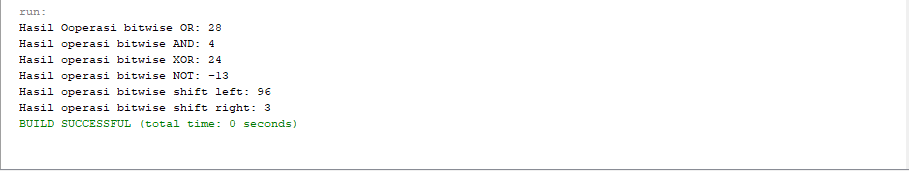 run:
Hasil Ooperasi bitwise OR: 28
Hasil operasi bitwise AND: 4
Hasil operasi bitwise XOR: 24
Hasil operasi bitwise NOT: -13
Hasil operasi bitwise shift left: 96
Hasil operasi bitwise shift right: 3
BUILD SUCCESSFUL (total time: 0 seconds)